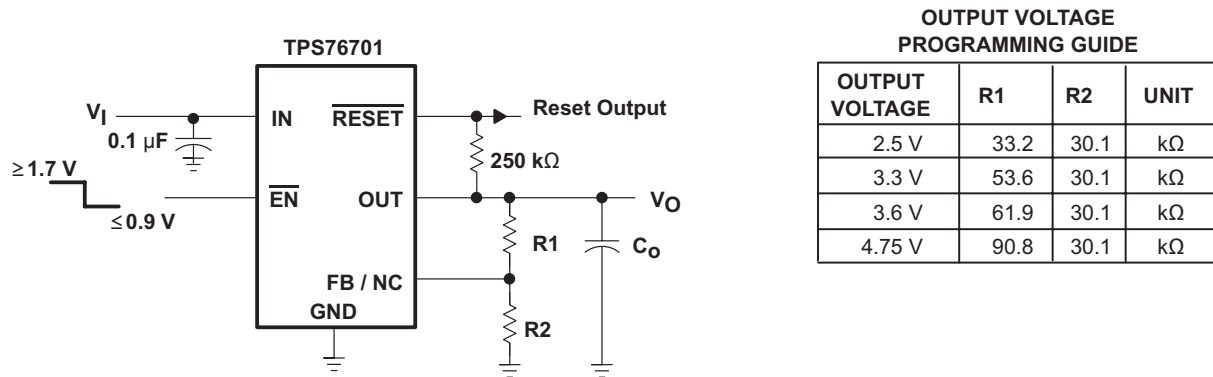 TPS76701
V_I
0.1 μF
IN
RESET
Reset Output
250 kΩ
≥ 1.7 V
≤ 0.9 V
EN
OUT
V_O
R1
C_o
FB / NC
GND
R2
OUTPUT VOLTAGE
PROGRAMMING GUIDE
OUTPUT VOLTAGE R1 R2 UNIT
2.5 V 33.2 30.1 kΩ
3.3 V 53.6 30.1 kΩ
3.6 V 61.9 30.1 kΩ
4.75 V 90.8 30.1 kΩ